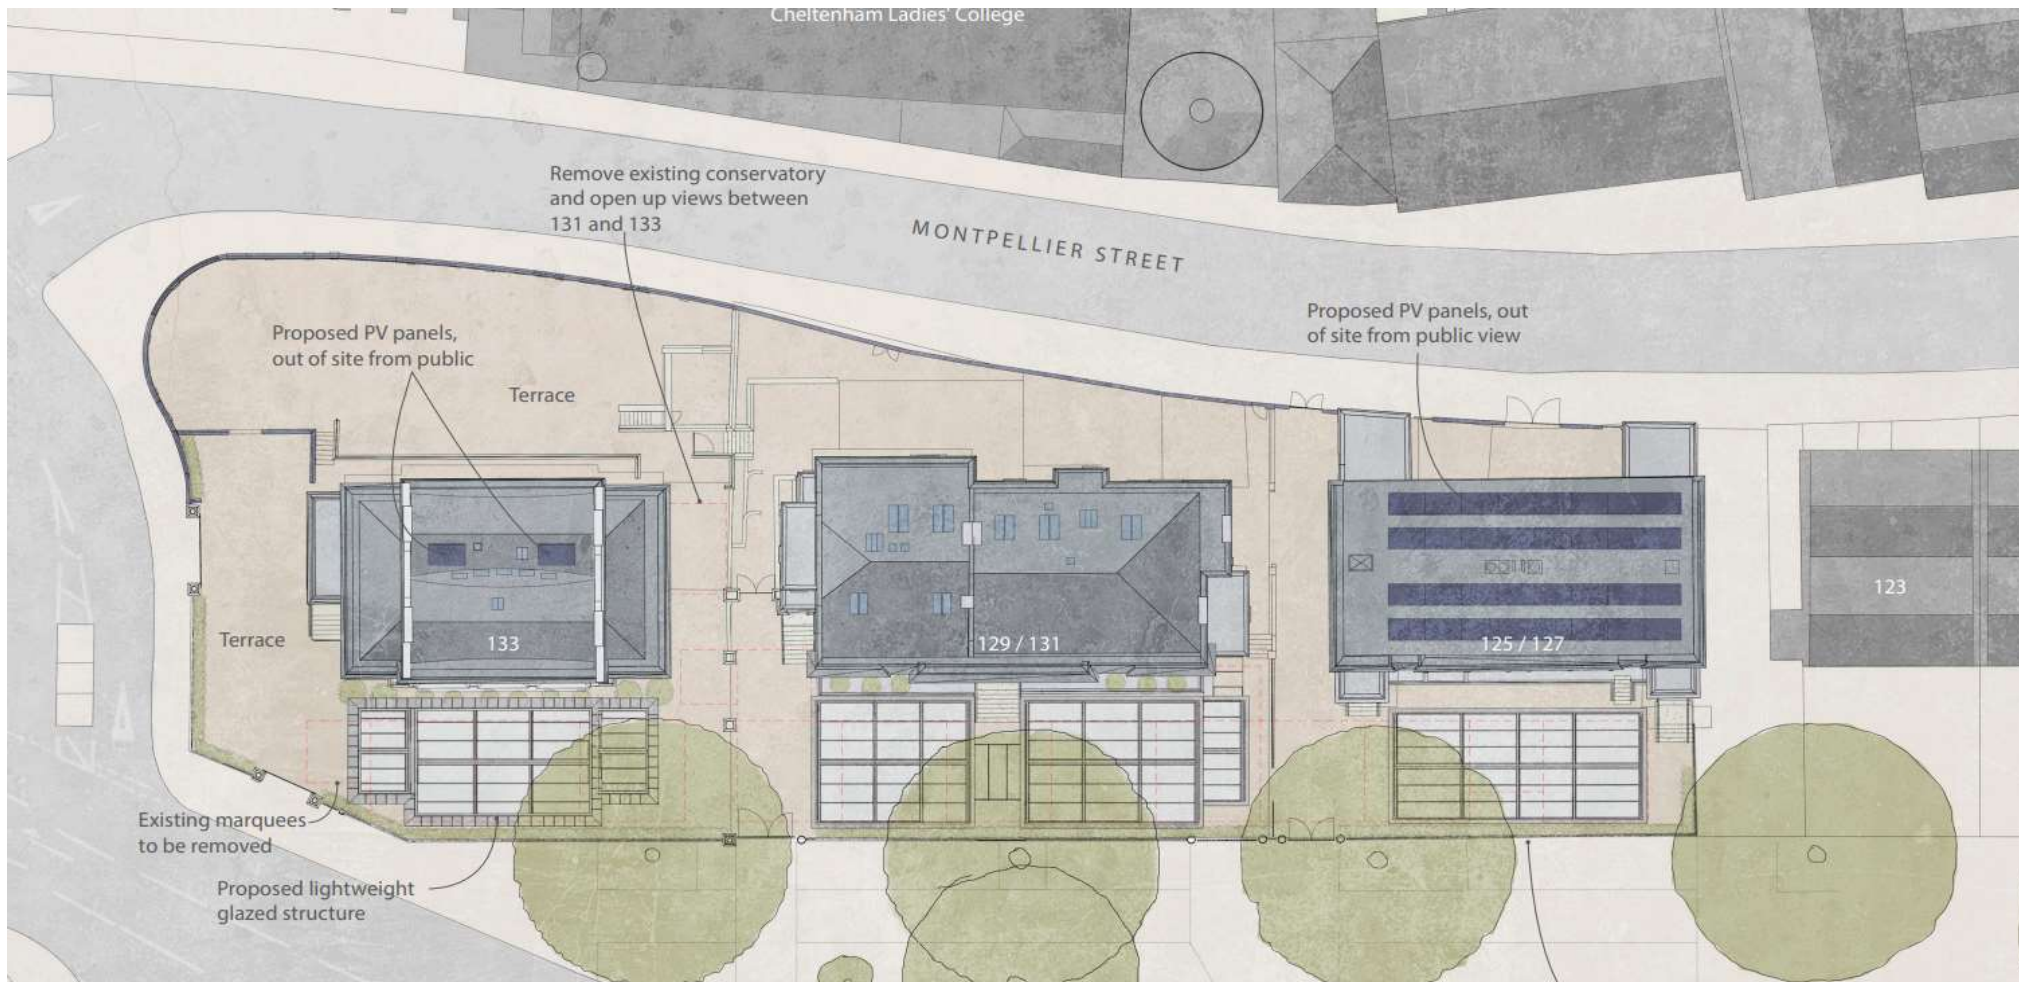 Cheltenham Ladies' College
Remove existing conservatory
and open up views between
131 and 133
MONTPELLIER STREET
Proposed PV panels,
out of site from public
Proposed PV panels, out
of site from public view
Terrace
Terrace
133
129 / 131
125 / 127
123
Existing marquees
to be removed
Proposed lightweight
glazed structure